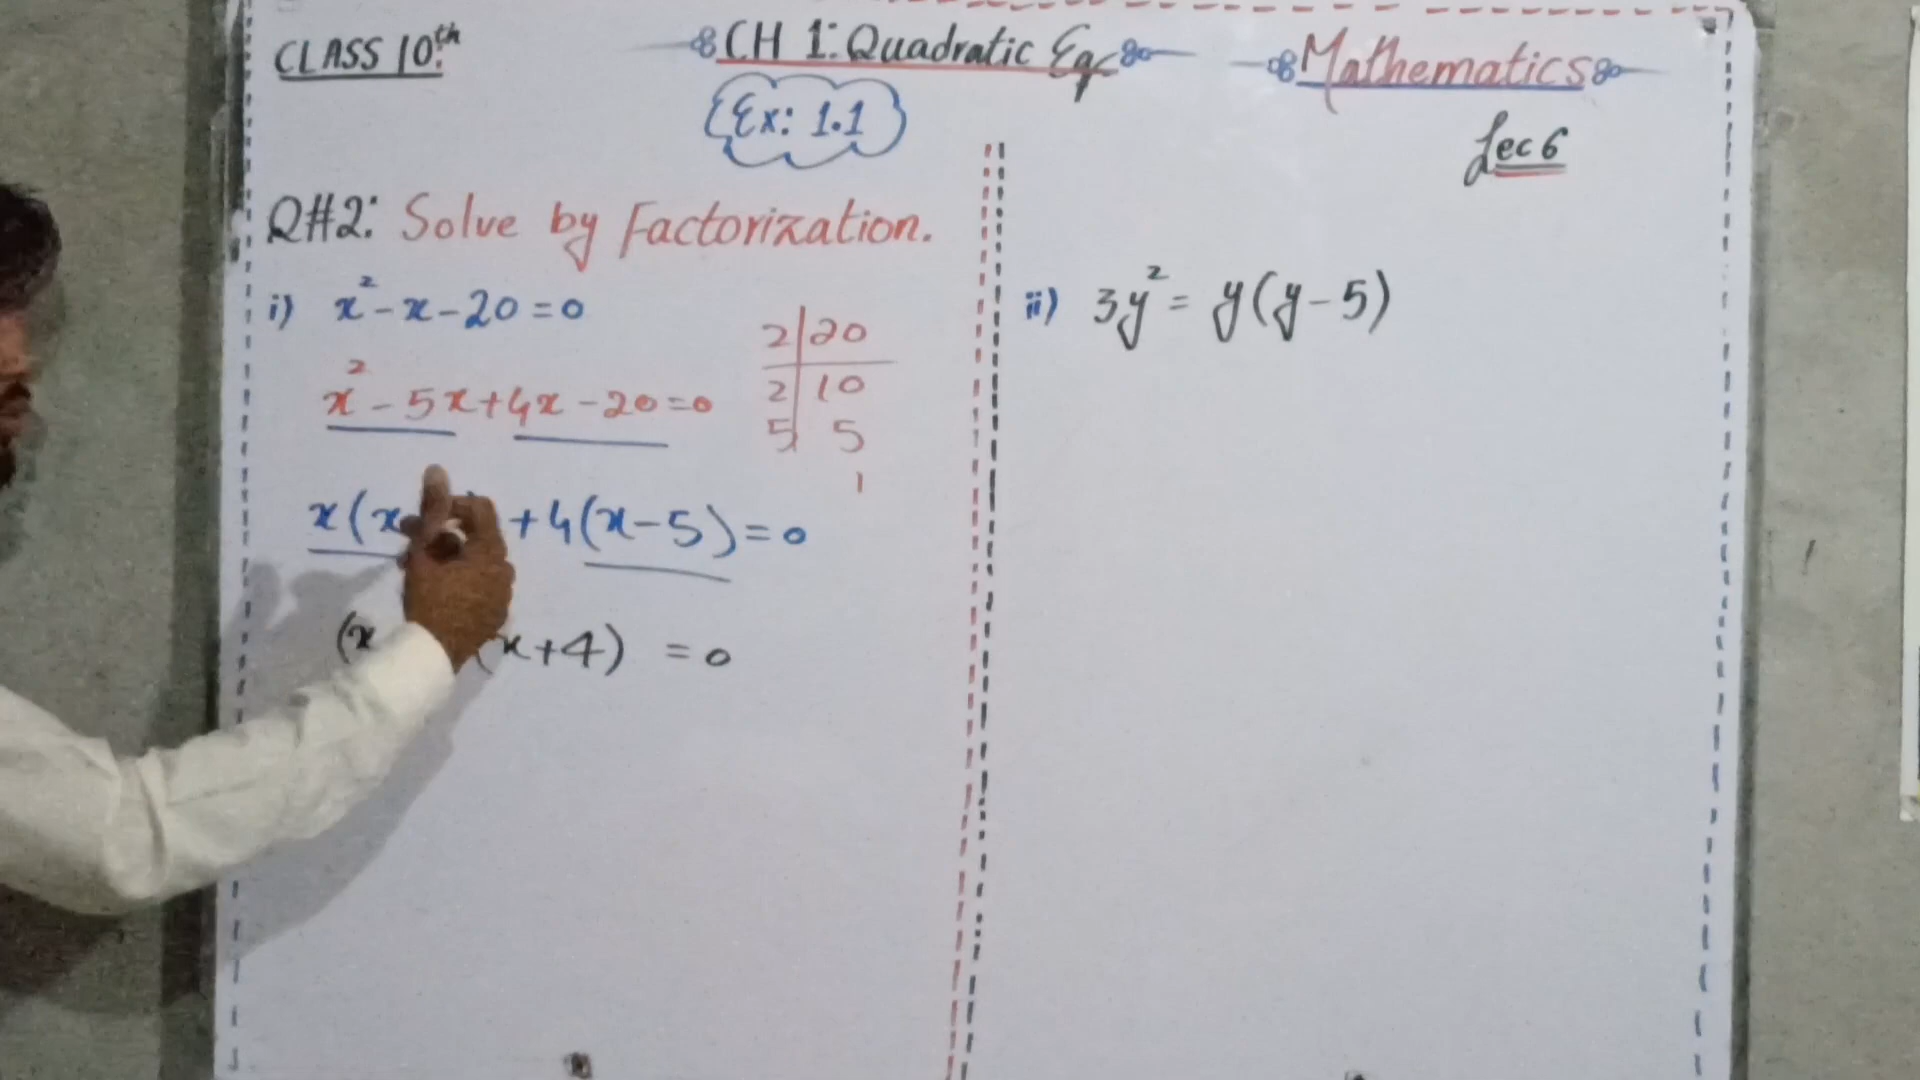 CLASS 10th
CH 1: Quadratic Eq
Mathematics
Ex: 1.1
Lec 6
Q#2: Solve by Factorization.
i) x² - x - 20 = 0
x² - 5x + 4x - 20 = 0
x(x ) + 4(x - 5) = 0
(x (x + 4) = 0
2 | 20
2 | 10
5 | 5
1
ii) 3y² = y(y - 5)